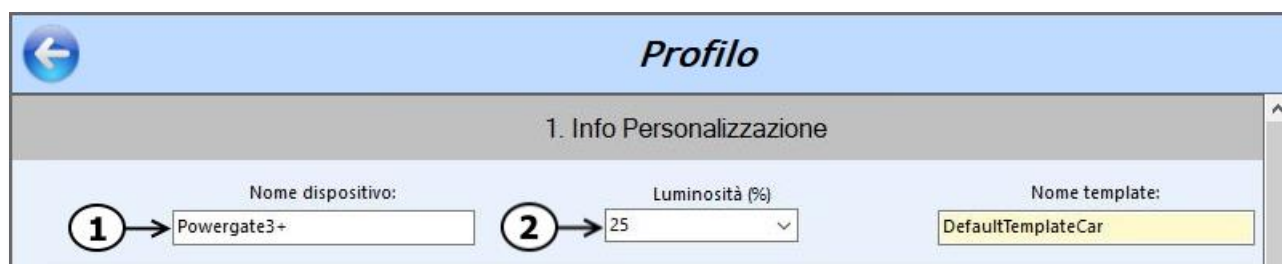 Profilo
1. Info Personalizzazione
Nome dispositivo: Luminosità (%) Nome template:
1 Powergate3+ 2 25 DefaultTemplateCar